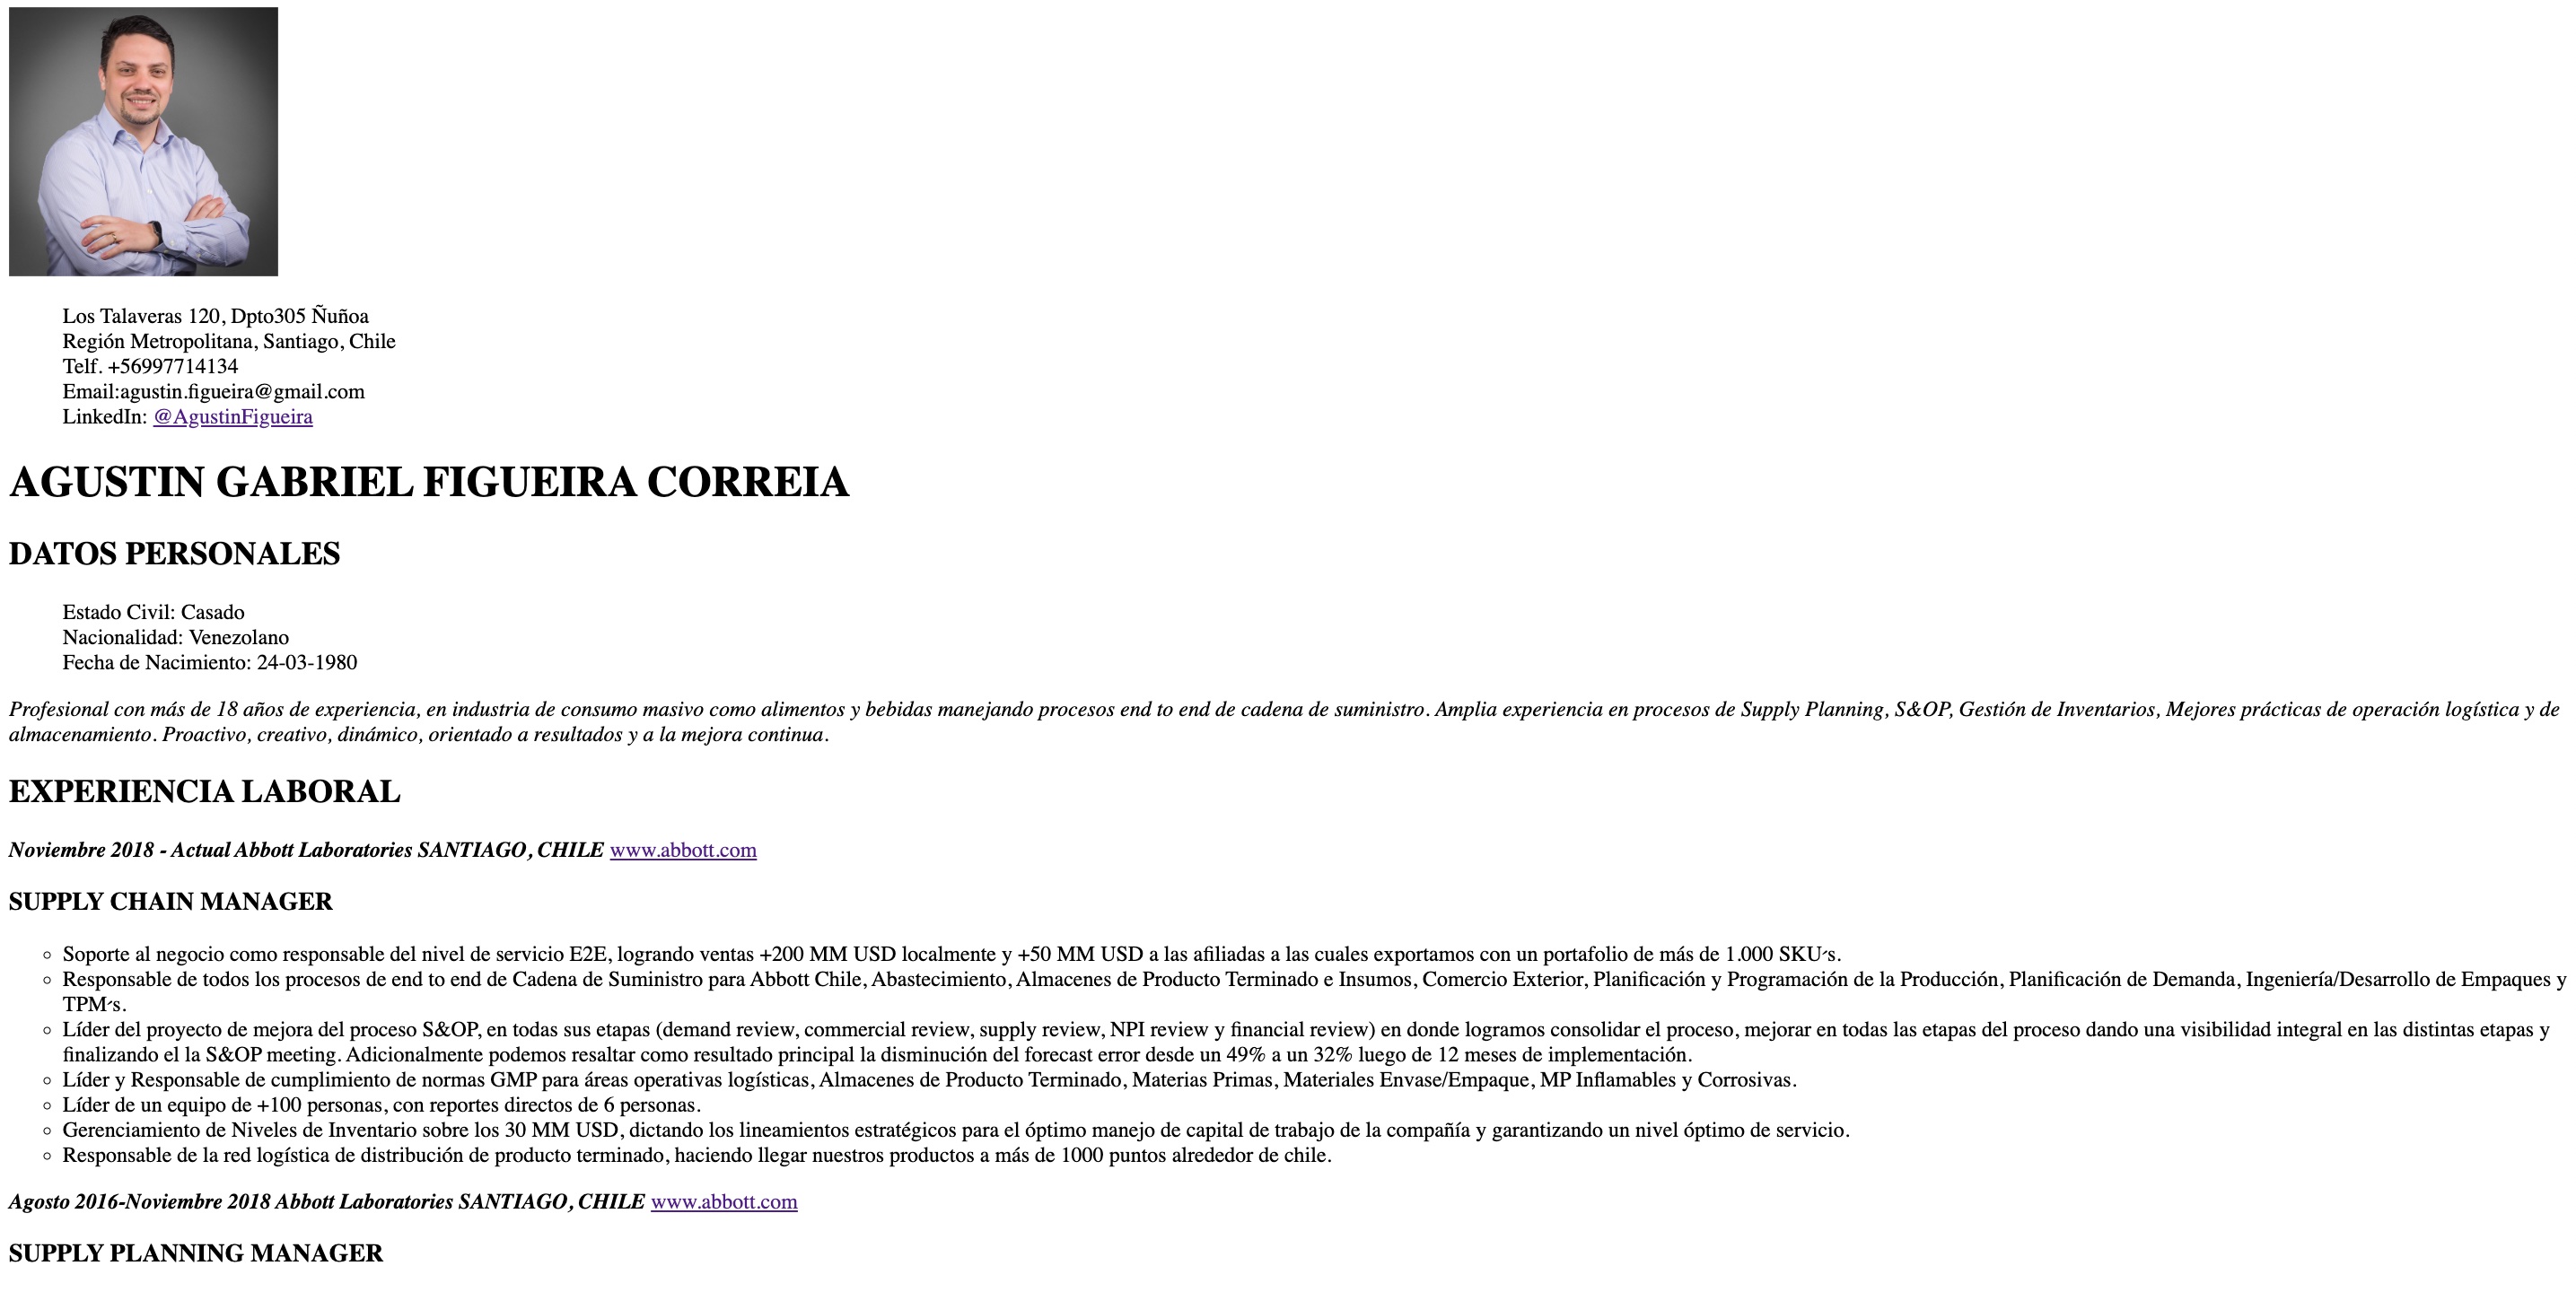 Los Talaveras 120, Dpto305 Ñuñoa
Región Metropolitana, Santiago, Chile
Telf. +56997714134
Email:agustin.figueira@gmail.com
LinkedIn: @AgustinFigueira
AGUSTIN GABRIEL FIGUEIRA CORREIA
DATOS PERSONALES
Estado Civil: Casado
Nacionalidad: Venezolano
Fecha de Nacimiento: 24-03-1980
Profesional con más de 18 años de experiencia, en industria de consumo masivo como alimentos y bebidas manejando procesos end to end de cadena de suministro. Amplia experiencia en procesos de Supply Planning, S&OP, Gestión de Inventarios, Mejores prácticas de operación logística y de
almacenamiento. Proactivo, creativo, dinámico, orientado a resultados y a la mejora continua.
EXPERIENCIA LABORAL
Noviembre 2018 - Actual Abbott Laboratories SANTIAGO, CHILE www.abbott.com
SUPPLY CHAIN MANAGER
◦ Soporte al negocio como responsable del nivel de servicio E2E, logrando ventas +200 MM USD localmente y +50 MM USD a las afiliadas a las cuales exportamos con un portafolio de más de 1.000 SKU´s.
◦ Responsable de todos los procesos de end to end de Cadena de Suministro para Abbott Chile, Abastecimiento, Almacenes de Producto Terminado e Insumos, Comercio Exterior, Planificación y Programación de la Producción, Planificación de Demanda, Ingeniería/Desarrollo de Empaques y
TPM´s.
◦ Líder del proyecto de mejora del proceso S&OP, en todas sus etapas (demand review, commercial review, supply review, NPI review y financial review) en donde logramos consolidar el proceso, mejorar en todas las etapas del proceso dando una visibilidad integral en las distintas etapas y
finalizando el la S&OP meeting. Adicionalmente podemos resaltar como resultado principal la disminución del forecast error desde un 49% a un 32% luego de 12 meses de implementación.
◦ Líder y Responsable de cumplimiento de normas GMP para áreas operativas logísticas, Almacenes de Producto Terminado, Materias Primas, Materiales Envase/Empaque, MP Inflamables y Corrosivas.
◦ Líder de un equipo de +100 personas, con reportes directos de 6 personas.
◦ Gerenciamiento de Niveles de Inventario sobre los 30 MM USD, dictando los lineamientos estratégicos para el óptimo manejo de capital de trabajo de la compañía y garantizando un nivel óptimo de servicio.
◦ Responsable de la red logística de distribución de producto terminado, haciendo llegar nuestros productos a más de 1000 puntos alrededor de chile.
Agosto 2016-Noviembre 2018 Abbott Laboratories SANTIAGO, CHILE www.abbott.com
SUPPLY PLANNING MANAGER